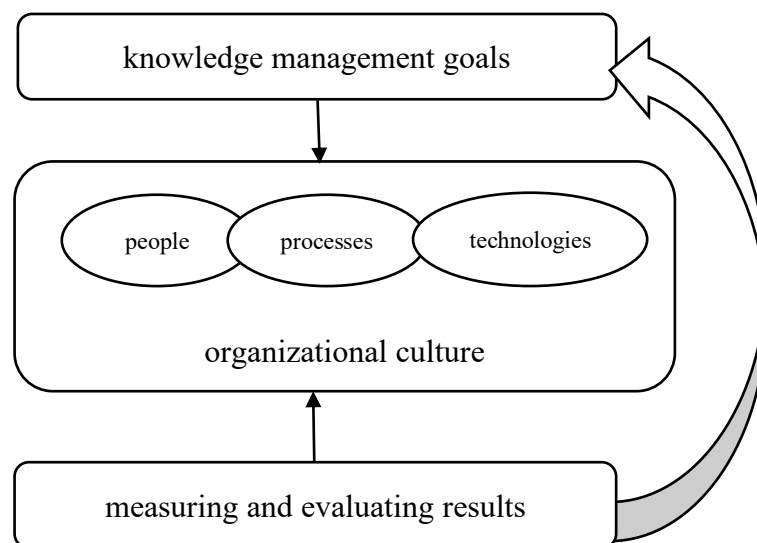 knowledge management goals
people processes technologies
organizational culture
measuring and evaluating results